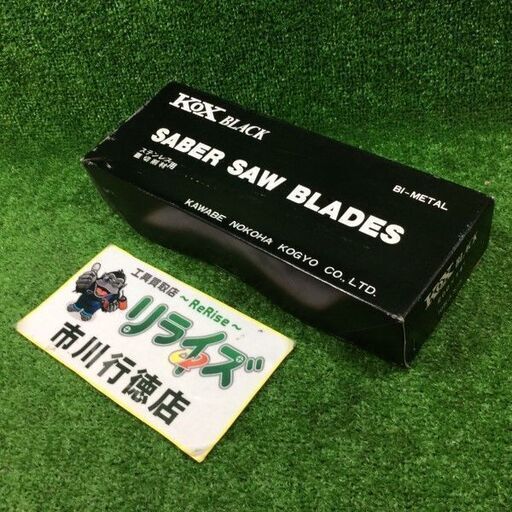 KOX BLACK
SABER SAW BLADES
ステンレス用
BI-METAL
KAWABE NOKOHA KOGYO CO., LTD.
KOX
工具買取店
～ReRise～
リライズ
市川行徳店